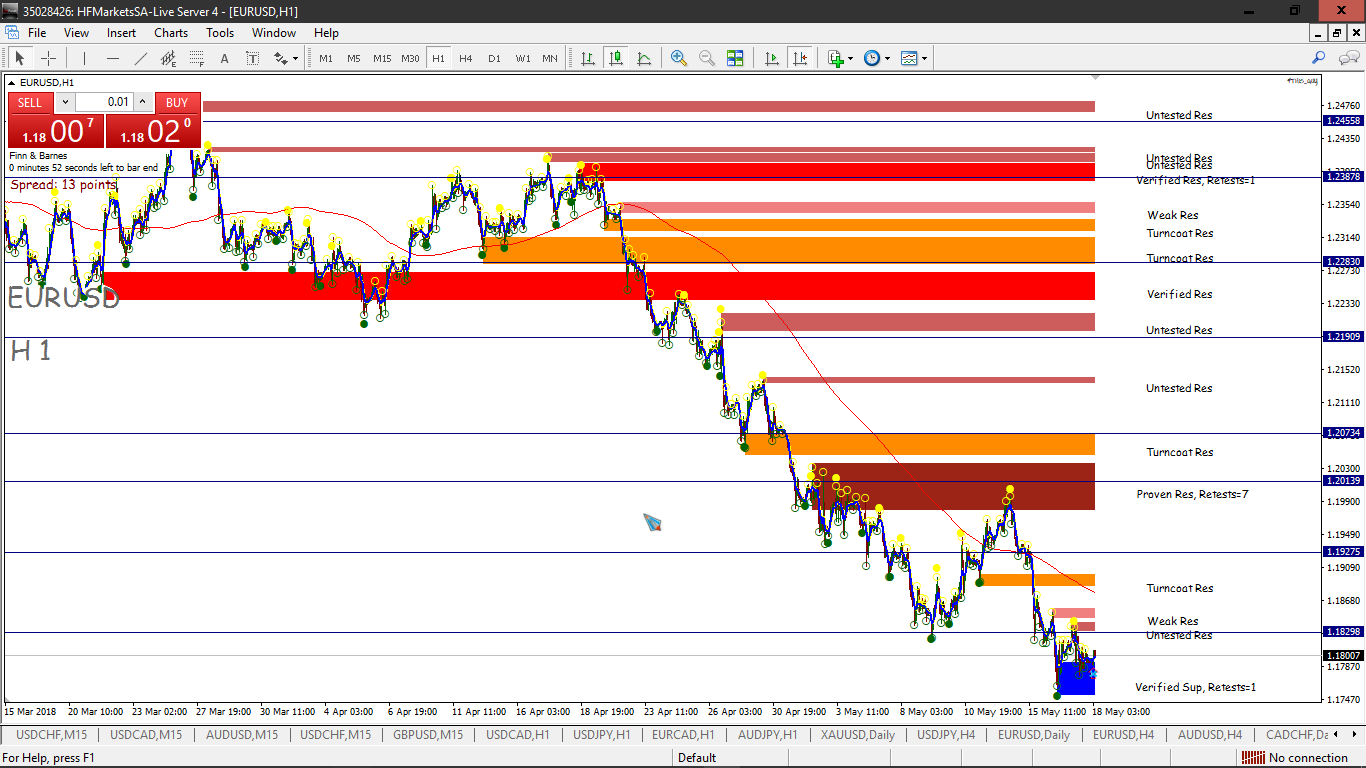 35028426: HFMarketsSA-Live Server 4 - [EURUSD,H1]
File View Insert Charts Tools Window Help
A T M1 M5 M15 M30 H1 H4 D1 W1 MN
EURUSD,H1
SELL 0.01 BUY
1.18 00 7 1.18 02 0
Finn & Barnes
0 minutes 52 seconds left to bar end
Spread: 13 points
EURUSD
H 1
Untested Res
Untested Res
Untested Res
Verified Res, Retests=1
Weak Res
Turncoat Res
Turncoat Res
Verified Res
Untested Res
Untested Res
Turncoat Res
Proven Res, Retests=7
Turncoat Res
Weak Res
Untested Res
Verified Sup, Retests=1
1.24760
1.24558
1.24350
1.23878
1.23540
1.23140
1.22830
1.22730
1.22330
1.21909
1.21520
1.21110
1.20734
1.20300
1.20139
1.19900
1.19490
1.19275
1.19090
1.18680
1.18298
1.18007
1.17870
1.17470
15 Mar 2018 20 Mar 10:00 23 Mar 02:00 27 Mar 19:00 30 Mar 11:00 4 Apr 03:00 6 Apr 19:00 11 Apr 11:00 16 Apr 03:00 18 Apr 19:00 23 Apr 11:00 26 Apr 03:00 30 Apr 19:00 3 May 11:00 8 May 03:00 10 May 19:00 15 May 11:00 18 May 03:00
USDCHF,M15 USDCAD,M15 AUDUSD,M15 USDCHF,M15 GBPUSD,M15 USDCAD,H1 USDJPY,H1 EURCAD,H1 AUDJPY,H1 XAUUSD,Daily USDJPY,H4 EURUSD,Daily EURUSD,H4 AUDUSD,H4 CADCHF,Da
For Help, press F1 Default No connection